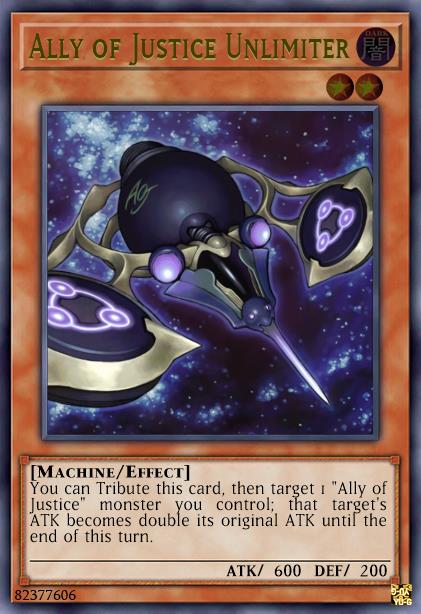 Ally of Justice Unlimiter
DARK
闇
AOJ
[Machine/Effect]
You can Tribute this card, then target 1 "Ally of
Justice" monster you control; that target's
ATK becomes double its original ATK until the
end of this turn.
ATK/ 600 DEF/ 200
82377606